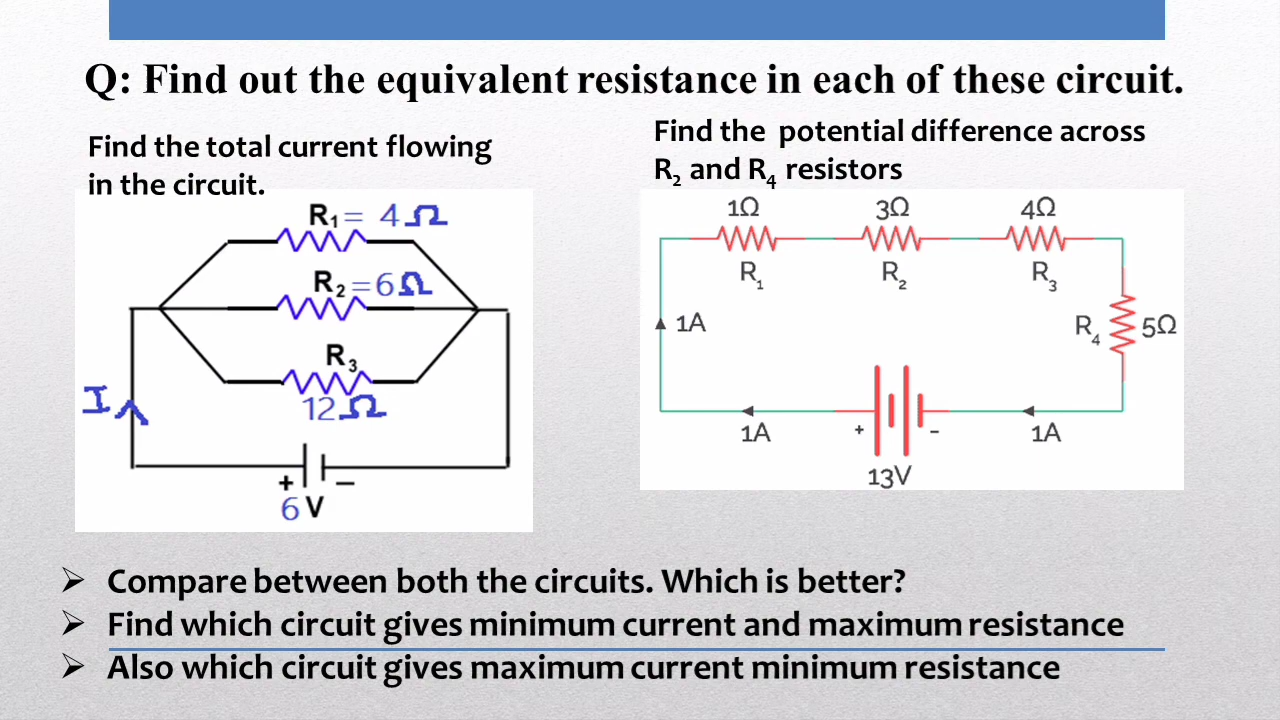 Q: Find out the equivalent resistance in each of these circuit.
Find the total current flowing
in the circuit.
R₁= 4Ω
R₂=6Ω
R₃
12Ω
I
+ −
6 V
Find the potential difference across
R₂ and R₄ resistors
1Ω 3Ω 4Ω
R₁ R₂ R₃
1A
R₄ 5Ω
1A + - 1A
13V
➢ Compare between both the circuits. Which is better?
➢ Find which circuit gives minimum current and maximum resistance
➢ Also which circuit gives maximum current minimum resistance